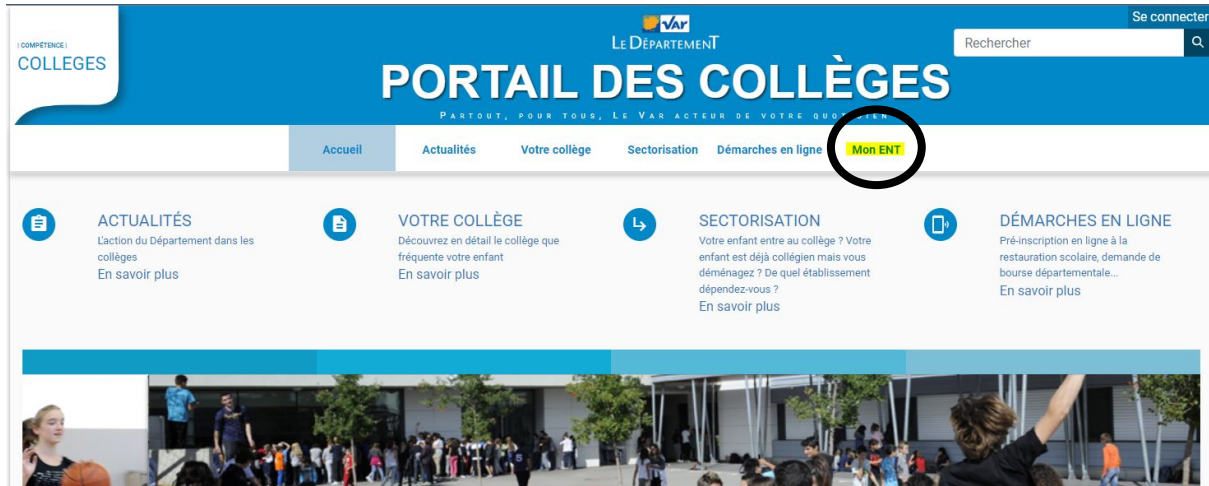 Se connecter
VAR
LE DÉPARTEMENT
Rechercher
| COMPÉTENCE |
COLLEGES
PORTAIL DES COLLÈGES
PARTOUT, POUR TOUS, LE VAR ACTEUR DE VOTRE QUOTIDIEN
Accueil
Actualités
Votre collège
Sectorisation
Démarches en ligne
Mon ENT
ACTUALITÉS
L'action du Département dans les
collèges
En savoir plus
VOTRE COLLÈGE
Découvrez en détail le collège que
fréquente votre enfant
En savoir plus
SECTORISATION
Votre enfant entre au collège ? Votre
enfant est déjà collégien mais vous
déménagez ? De quel établissement
dépendez-vous ?
En savoir plus
DÉMARCHES EN LIGNE
Pré-inscription en ligne à la
restauration scolaire, demande de
bourse départementale...
En savoir plus